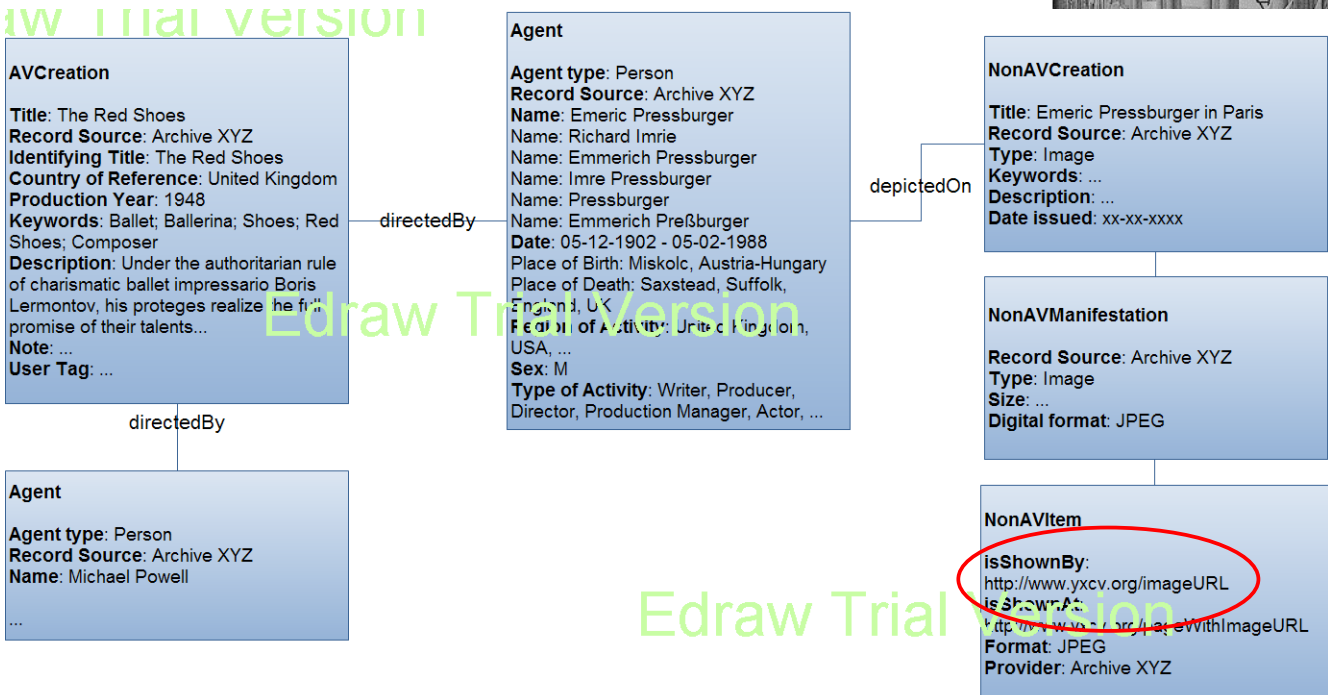 aw Trial Version
AVCreation
Title: The Red Shoes
Record Source: Archive XYZ
Identifying Title: The Red Shoes
Country of Reference: United Kingdom
Production Year: 1948
Keywords: Ballet; Ballerina; Shoes; Red
Shoes; Composer
Description: Under the authoritarian rule
of charismatic ballet impressario Boris
Lermontov, his proteges realize the full
promise of their talents...
Note: ...
User Tag: ...
directedBy
Agent
Agent type: Person
Record Source: Archive XYZ
Name: Michael Powell
...
directedBy
Agent
Agent type: Person
Record Source: Archive XYZ
Name: Emeric Pressburger
Name: Richard Imrie
Name: Emmerich Pressburger
Name: Imre Pressburger
Name: Pressburger
Name: Emmerich Preßburger
Date: 05-12-1902 - 05-02-1988
Place of Birth: Miskolc, Austria-Hungary
Place of Death: Saxstead, Suffolk,
England, UK
Region of Activity: United Kingdom,
USA, ...
Sex: M
Type of Activity: Writer, Producer,
Director, Production Manager, Actor, ...
Edraw Trial Version
depictedOn
NonAVCreation
Title: Emeric Pressburger in Paris
Record Source: Archive XYZ
Type: Image
Keywords: ...
Description: ...
Date issued: xx-xx-xxxx
NonAVManifestation
Record Source: Archive XYZ
Type: Image
Size: ...
Digital format: JPEG
NonAVItem
isShownBy:
http://www.yxcv.org/imageURL
isShownAt:
http://www.yxcv.org/pageWithImageURL
Format: JPEG
Provider: Archive XYZ
Edraw Trial Version